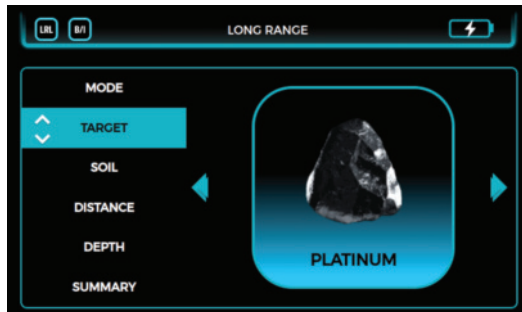 LRL B/I LONG RANGE
MODE
TARGET
SOIL
DISTANCE
DEPTH
SUMMARY
PLATINUM